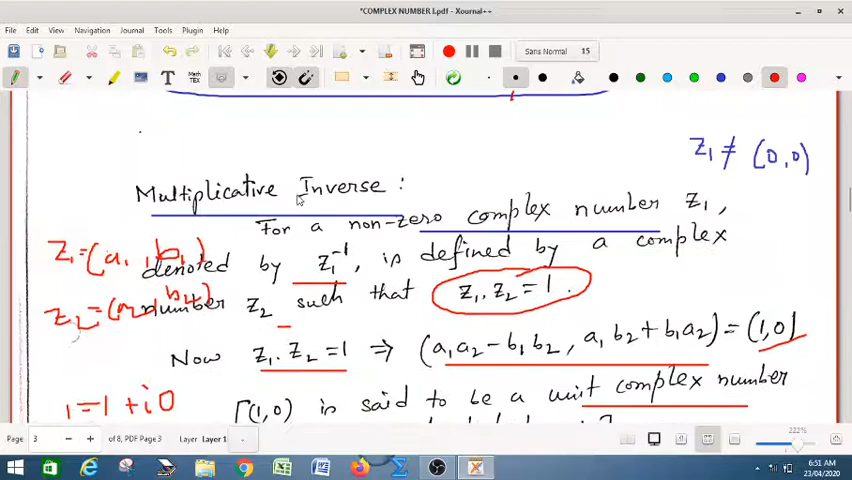 *COMPLEX NUMBER I.pdf - Xournal++
File Edit View Navigation Journal Tools Plugin Help
Sans Normal 15
T Math TEX
z₁ ≠ (0,0)
Multiplicative Inverse :
For a non-zero complex number z₁,
z₁=(a₁, b₁)
denoted by z₁⁻¹, is defined by a complex
z₂=(a₂, b₂)
number z₂ such that z₁. z₂ = 1.
Now z₁. z₂ = 1 ⇒ (a₁a₂ - b₁b₂, a₁b₂ + b₁a₂) = (1,0)
1 = 1 + i0
[(1,0) is said to be a unit complex number
Page 3 of 8, PDF Page 3 Layer Layer 1
222%
6:51 AM
23/04/2020